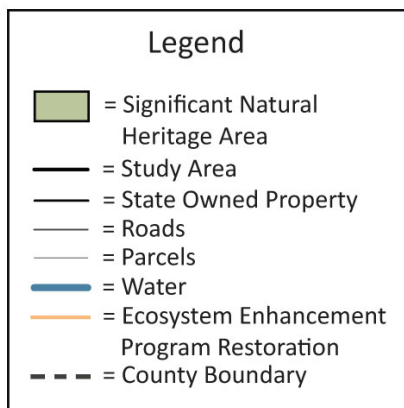 Legend
= Significant Natural
Heritage Area
= Study Area
= State Owned Property
= Roads
= Parcels
= Water
= Ecosystem Enhancement
Program Restoration
= County Boundary